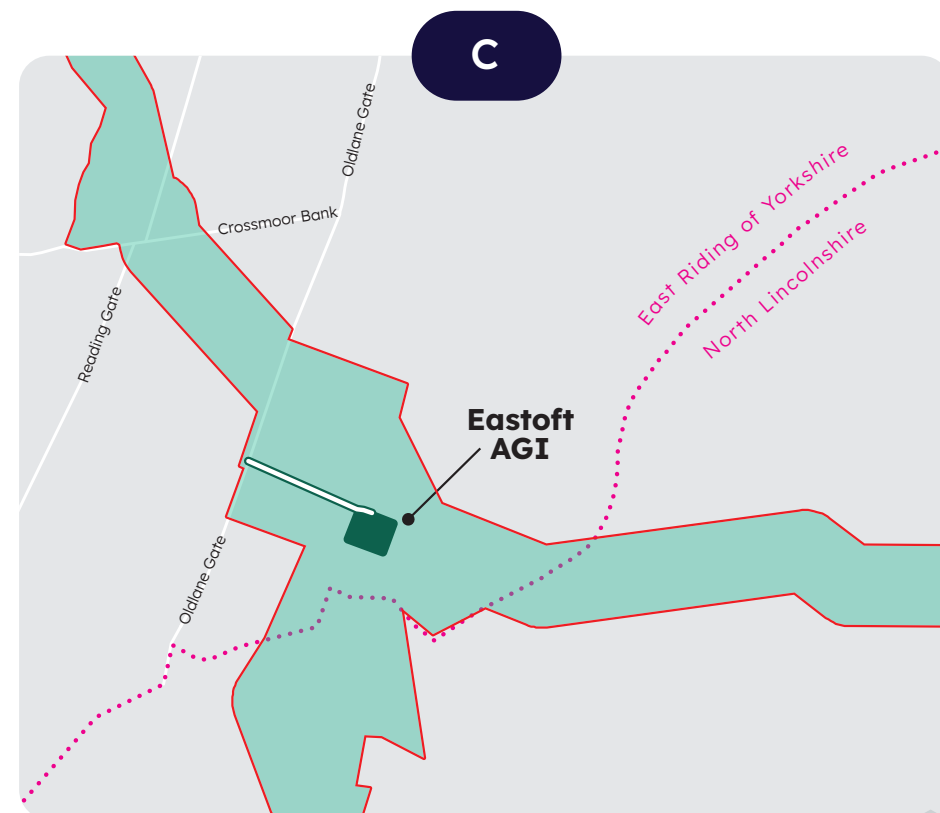 C
Oldlane Gate
Crossmoor Bank
East Riding of Yorkshire
North Lincolnshire
Reading Gate
Eastoft
AGI
Oldlane Gate